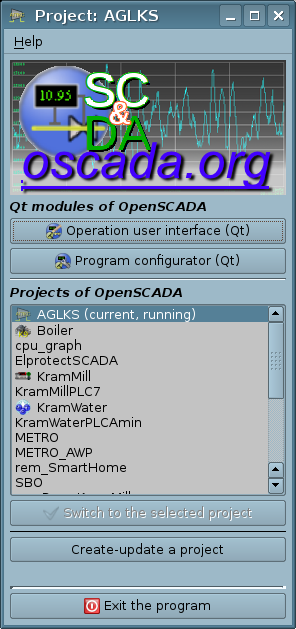 Project: AGLKS
Help
10.95
SC
&
DA
oscada.org
Qt modules of OpenSCADA
Operation user interface (Qt)
Program configurator (Qt)
Projects of OpenSCADA
AGLKS (current, running)
Boiler
cpu_graph
ElprotectSCADA
KramMill
KramMillPLC7
KramWater
KramWaterPLCAmin
METRO
METRO_AWP
rem_SmartHome
SBO
Switch to the selected project
Create-update a project
Exit the program